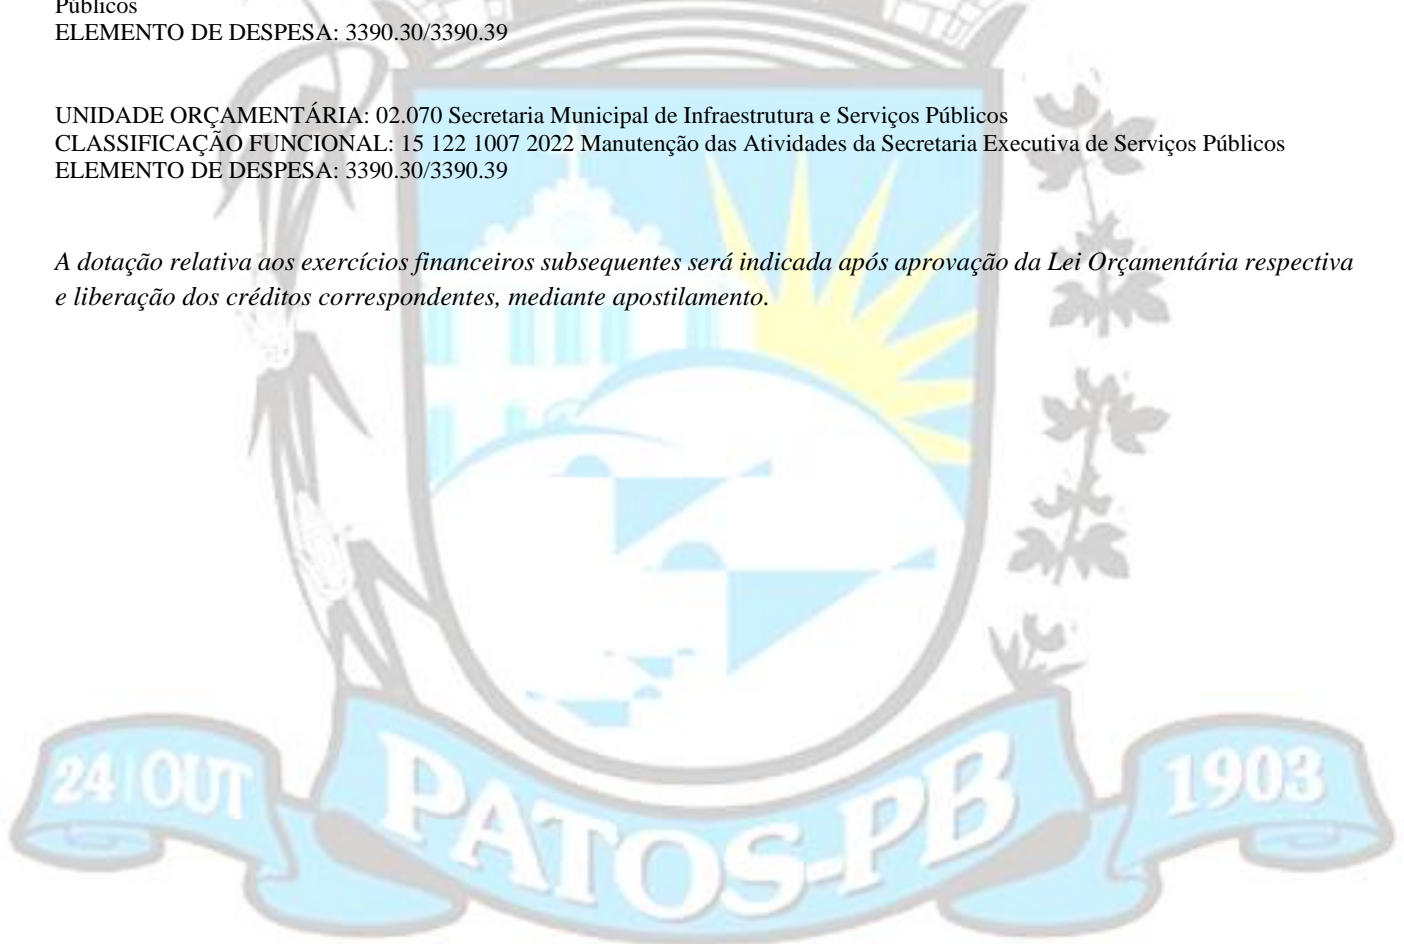 Públicos
ELEMENTO DE DESPESA: 3390.30/3390.39
UNIDADE ORÇAMENTÁRIA: 02.070 Secretaria Municipal de Infraestrutura e Serviços Públicos
CLASSIFICAÇÃO FUNCIONAL: 15 122 1007 2022 Manutenção das Atividades da Secretaria Executiva de Serviços Públicos
ELEMENTO DE DESPESA: 3390.30/3390.39
A dotação relativa aos exercícios financeiros subsequentes será indicada após aprovação da Lei Orçamentária respectiva
e liberação dos créditos correspondentes, mediante apostilamento.
24 OUT
PATOS-PB
1903